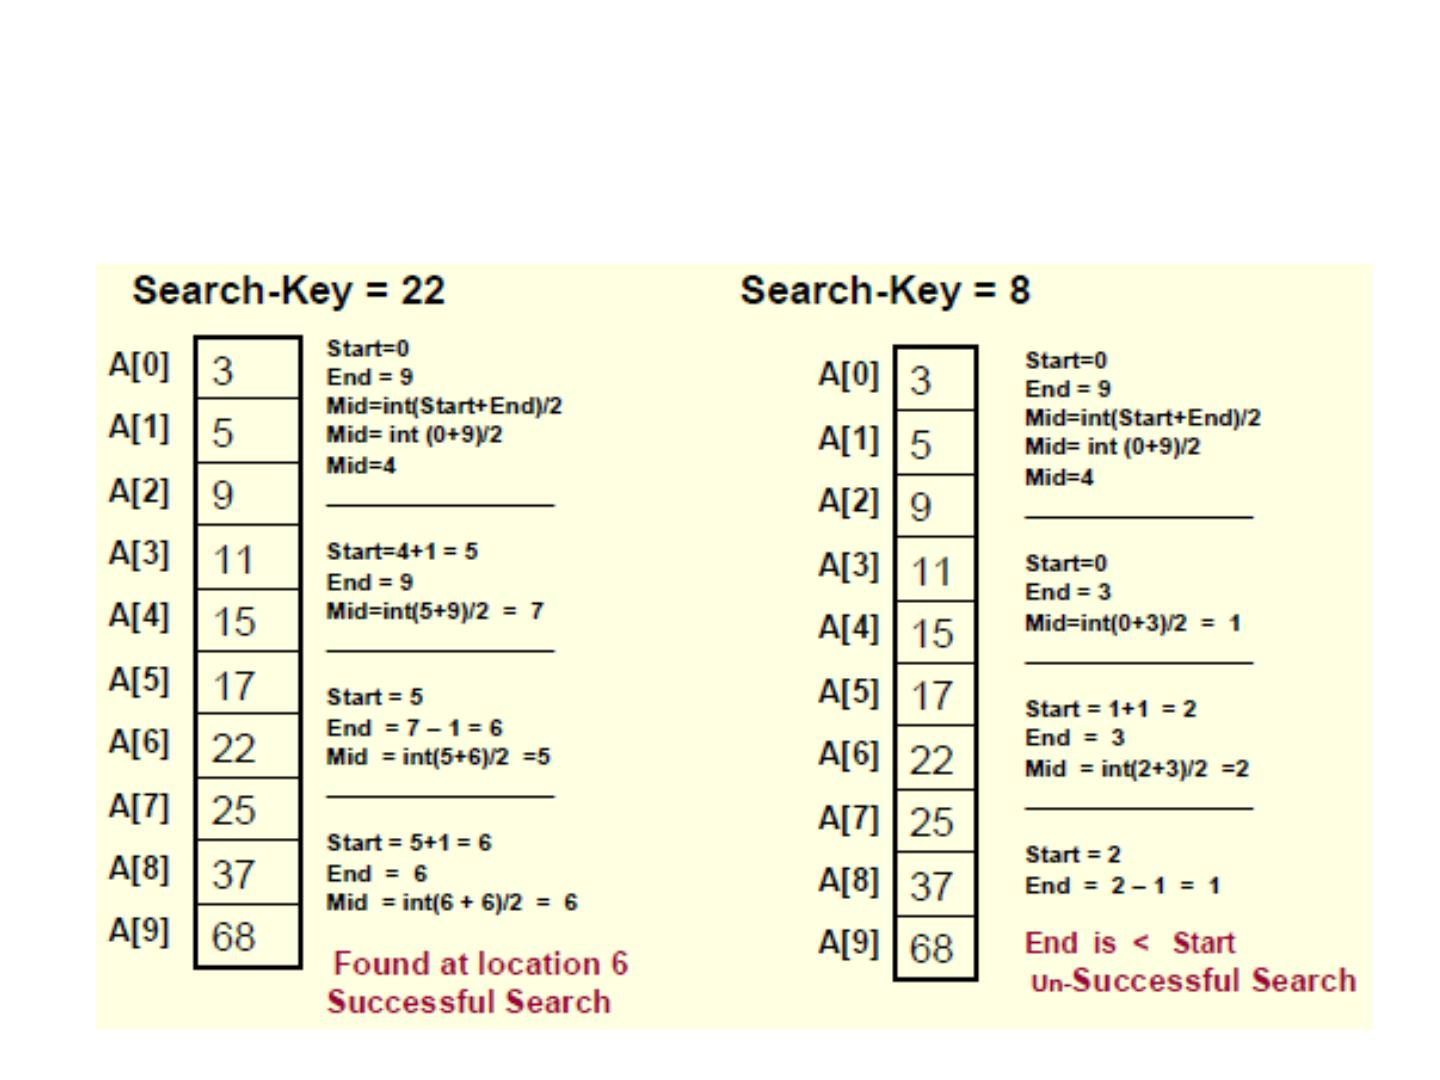 Search-Key = 22
A[0] 3
A[1] 5
A[2] 9
A[3] 11
A[4] 15
A[5] 17
A[6] 22
A[7] 25
A[8] 37
A[9] 68
Start=0
End = 9
Mid=int(Start+End)/2
Mid= int (0+9)/2
Mid=4
Start=4+1 = 5
End = 9
Mid=int(5+9)/2 = 7
Start = 5
End = 7 – 1 = 6
Mid = int(5+6)/2 =5
Start = 5+1 = 6
End = 6
Mid = int(6 + 6)/2 = 6
Found at location 6
Successful Search
Search-Key = 8
A[0] 3
A[1] 5
A[2] 9
A[3] 11
A[4] 15
A[5] 17
A[6] 22
A[7] 25
A[8] 37
A[9] 68
Start=0
End = 9
Mid=int(Start+End)/2
Mid= int (0+9)/2
Mid=4
Start=0
End = 3
Mid=int(0+3)/2 = 1
Start = 1+1 = 2
End = 3
Mid = int(2+3)/2 =2
Start = 2
End = 2 – 1 = 1
End is < Start
Un-Successful Search